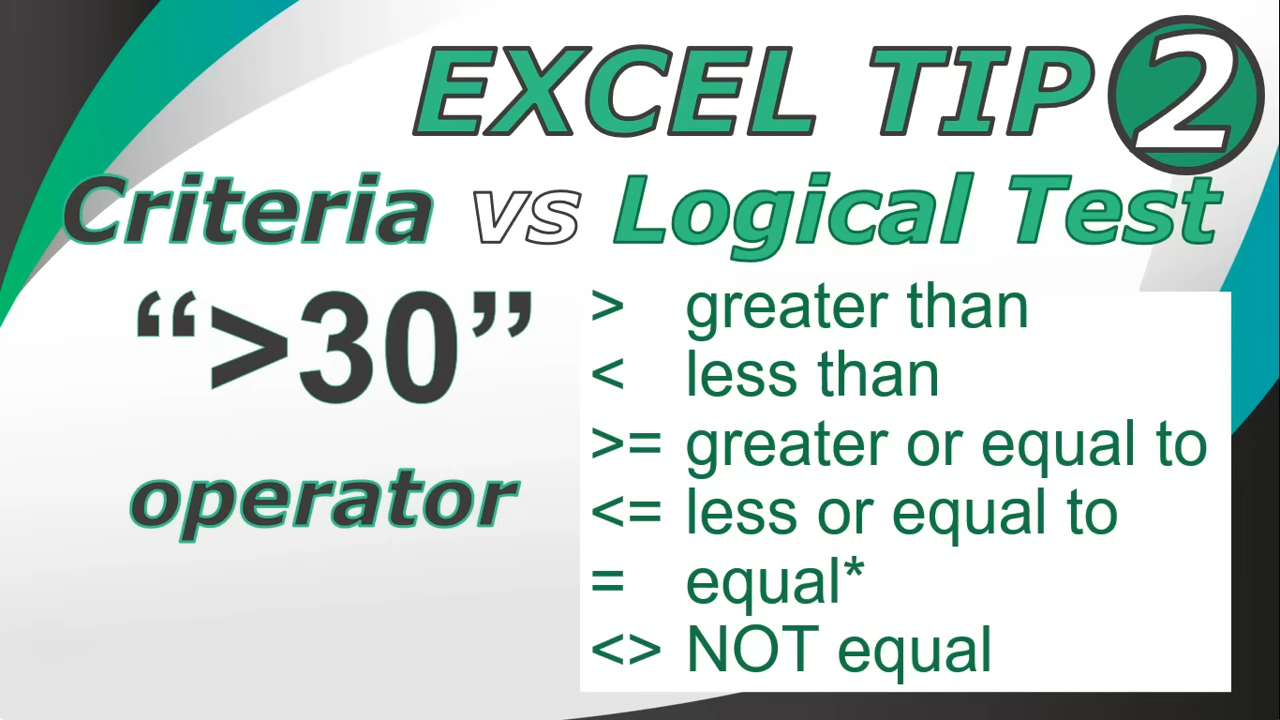 EXCEL TIP 2
Criteria vs Logical Test
“>30”
operator
> greater than
< less than
>= greater or equal to
<= less or equal to
= equal*
<> NOT equal